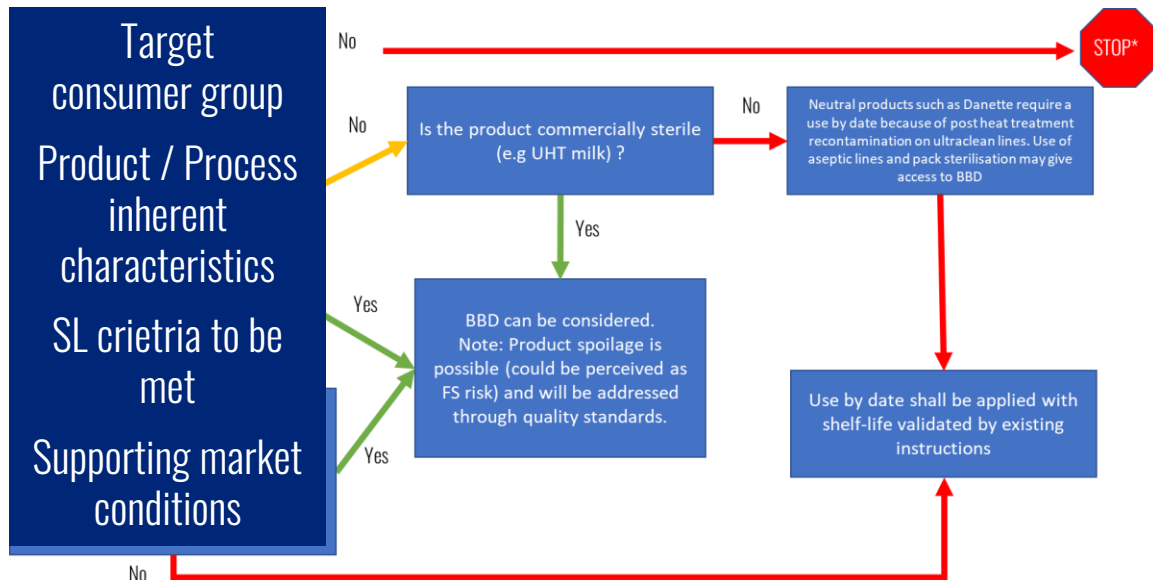 Target
consumer group
Product / Process
inherent
characteristics
SL crietria to be
met
Supporting market
conditions
No
STOP*
No
Is the product commercially sterile
(e.g UHT milk) ?
No
Neutral products such as Danette require a
use by date because of post heat treatment
recontamination on ultraclean lines. Use of
aseptic lines and pack sterilisation may give
access to BBD
Yes
Yes
BBD can be considered.
Note: Product spoilage is
possible (could be perceived as
FS risk) and will be addressed
through quality standards.
Yes
Use by date shall be applied with
shelf-life validated by existing
instructions
No